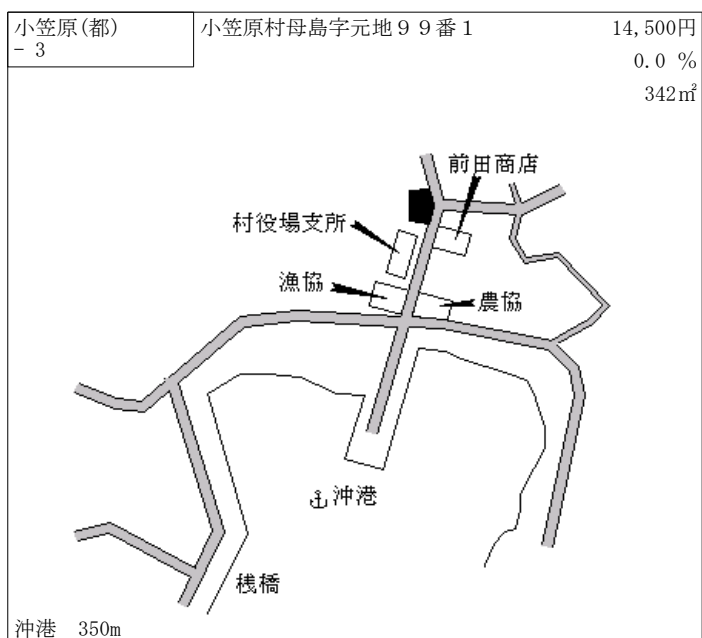 小笠原(都)
- 3
小笠原村母島字元地９９番１
14,500円
0.0 %
342㎡
前田商店
村役場支所
漁協
農協
沖港
桟橋
沖港　350m